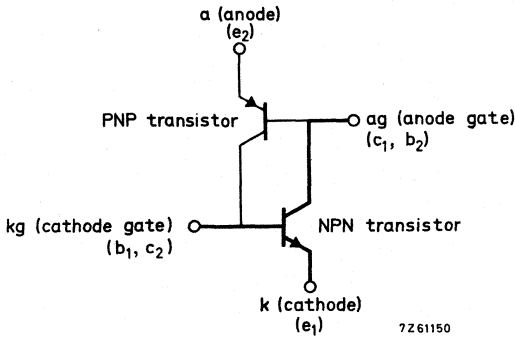 a (anode)
(e2)
PNP transistor
ag (anode gate)
(c1, b2)
kg (cathode gate)
(b1, c2)
NPN transistor
k (cathode)
(e1)
7Z61150